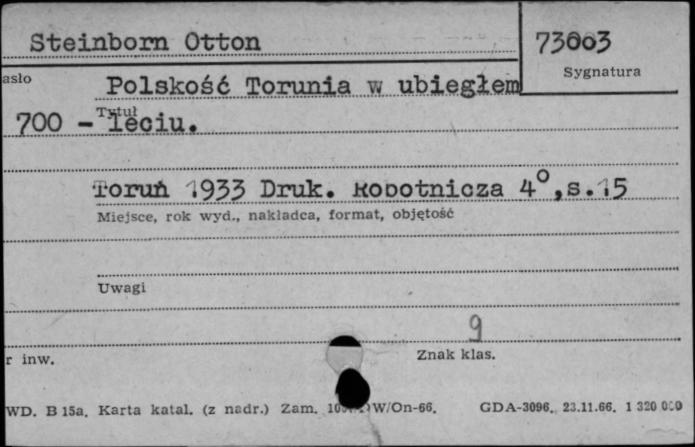 Steinborn Otton 73003
asło Sygnatura
Polskość Torunia w ubiegłem
Tytuł
700 - leciu.
Toruń 1933 Druk. Robotnicza 4°, s.15
Miejsce, rok wyd., nakładca, format, objętość
Uwagi
9
r inw. Znak klas.
WD. B 15a. Karta katal. (z nadr.) Zam. W/On-66. GDA-3096. 23.11.66. 1 320 000